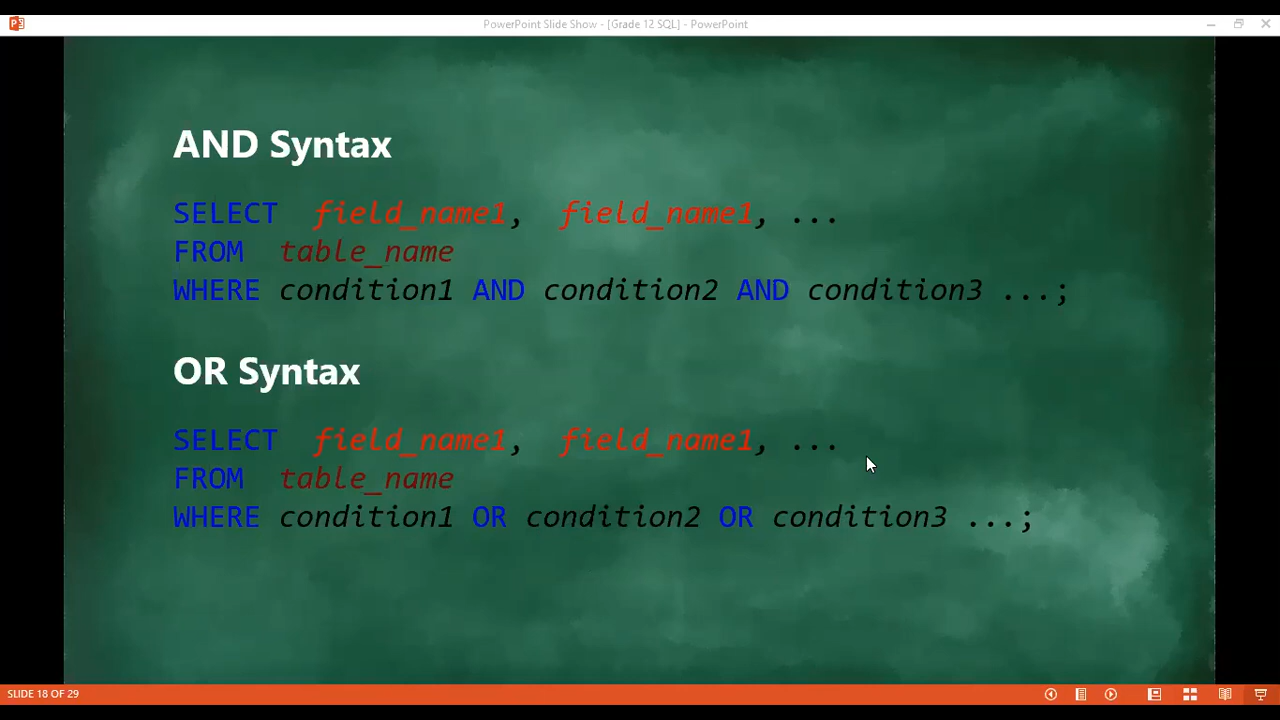 PowerPoint Slide Show - [Grade 12 SQL] - PowerPoint
AND Syntax
SELECT field_name1, field_name1, ...
FROM table_name
WHERE condition1 AND condition2 AND condition3 ...;
OR Syntax
SELECT field_name1, field_name1, ...
FROM table_name
WHERE condition1 OR condition2 OR condition3 ...;
SLIDE 18 OF 29